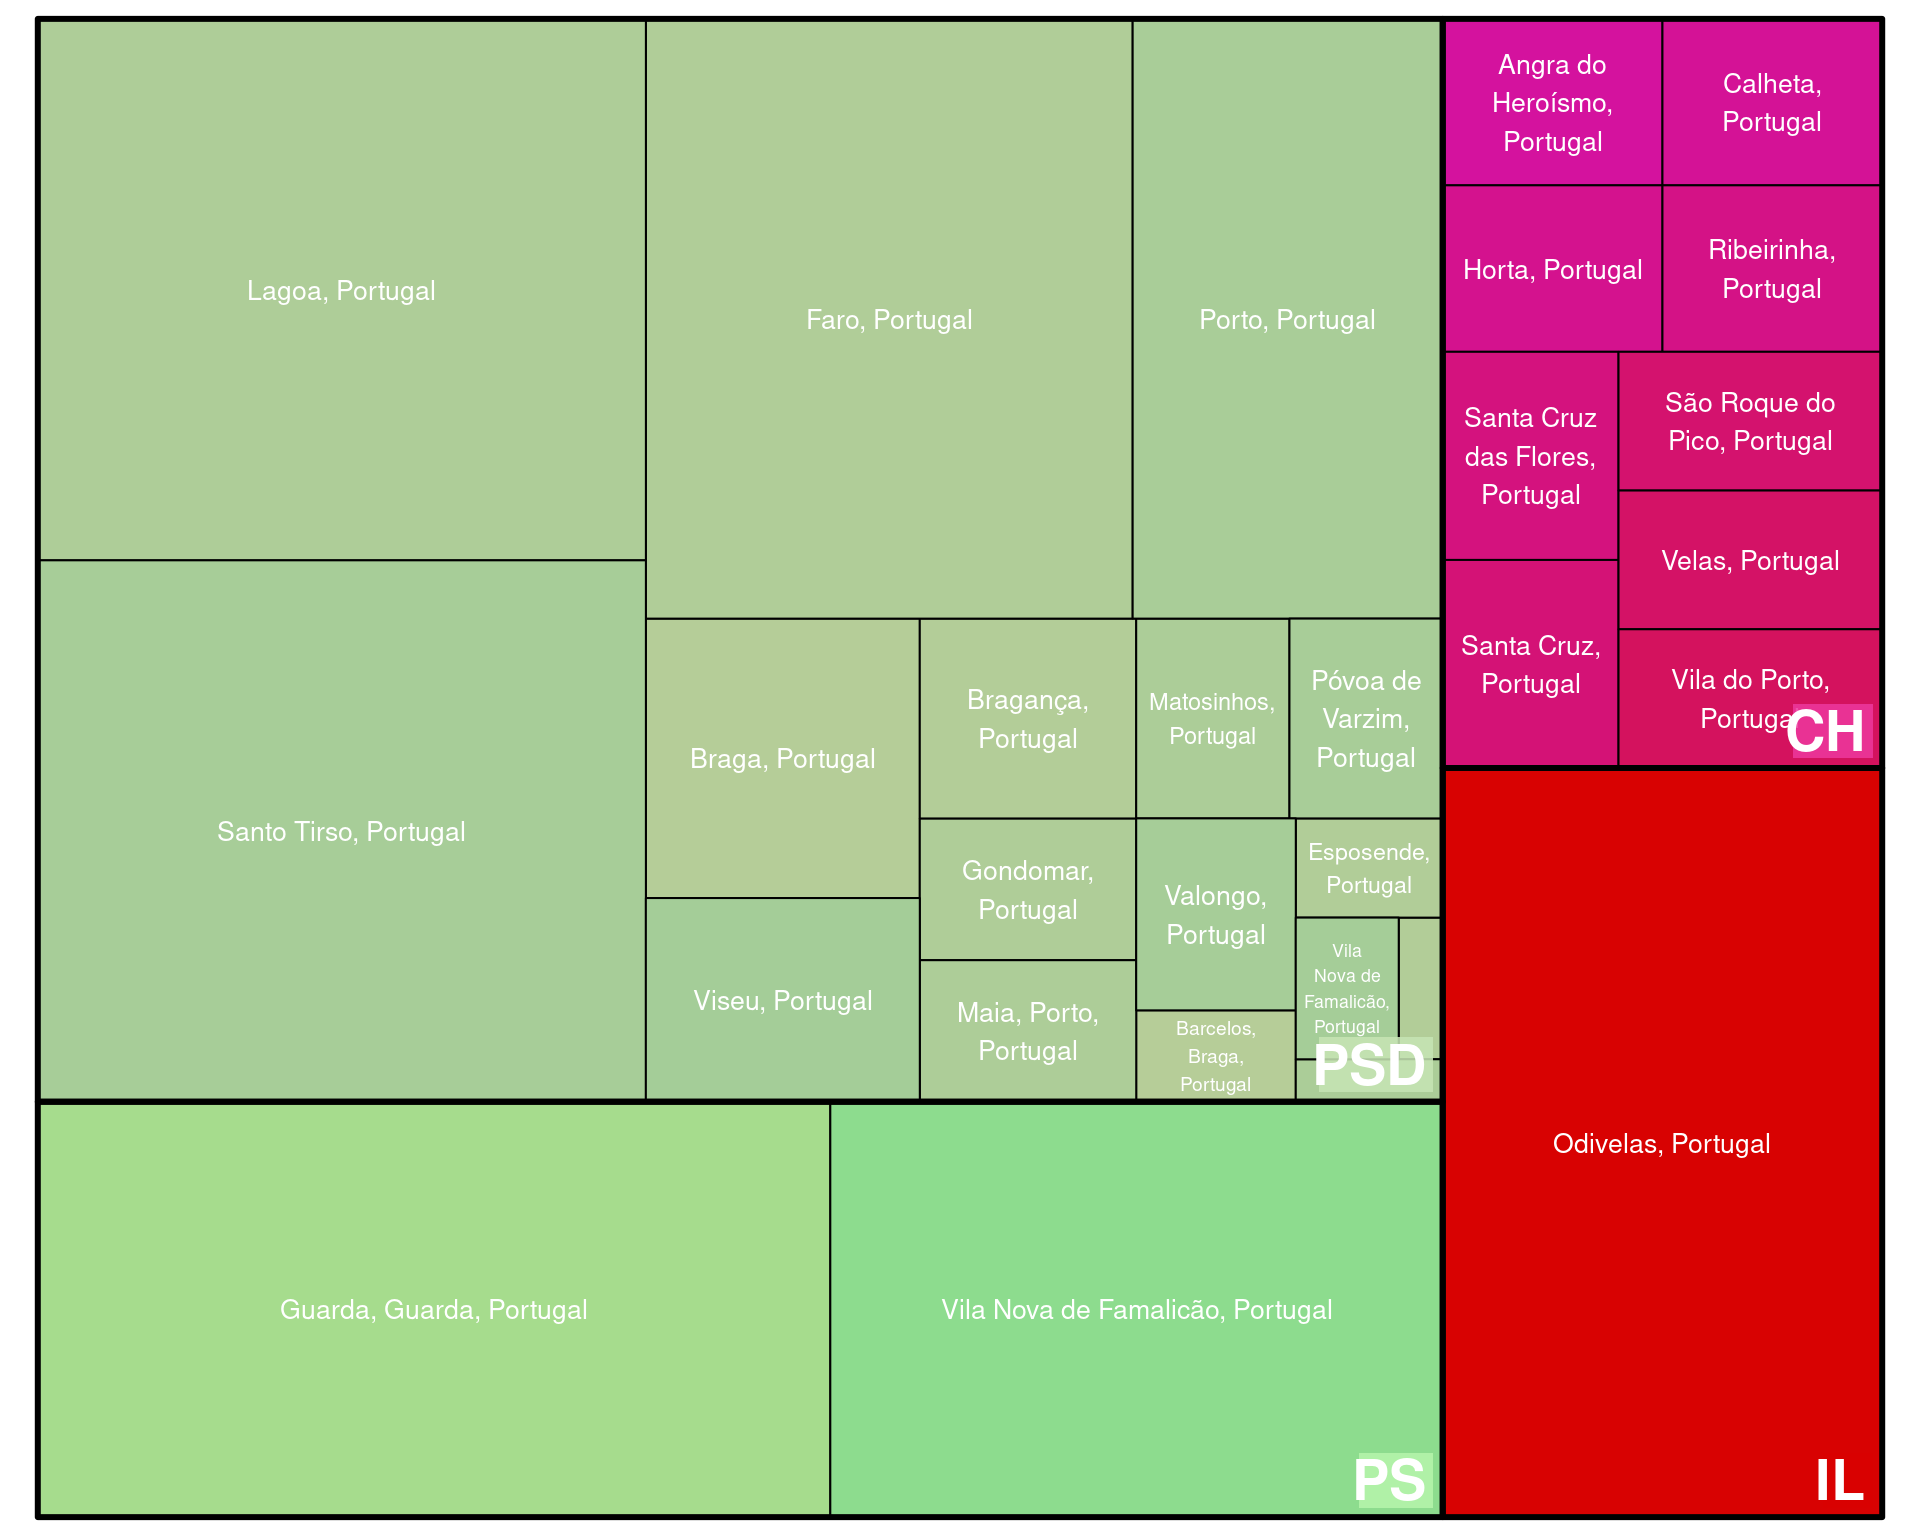 Lagoa, Portugal
Santo Tirso, Portugal
Faro, Portugal
Porto, Portugal
Braga, Portugal
Viseu, Portugal
Bragança,
Portugal
Gondomar,
Portugal
Maia, Porto,
Portugal
Matosinhos,
Portugal
Póvoa de
Varzim,
Portugal
Valongo,
Portugal
Barcelos,
Braga,
Portugal
Esposende,
Portugal
Vila
Nova de
Famalicão,
Portugal
PSD
Guarda, Guarda, Portugal
Vila Nova de Famalicão, Portugal
PS
Angra do
Heroísmo,
Portugal
Calheta,
Portugal
Horta, Portugal
Ribeirinha,
Portugal
Santa Cruz
das Flores,
Portugal
Santa Cruz,
Portugal
São Roque do
Pico, Portugal
Velas, Portugal
Vila do Porto,
Portugal
CH
Odivelas, Portugal
IL